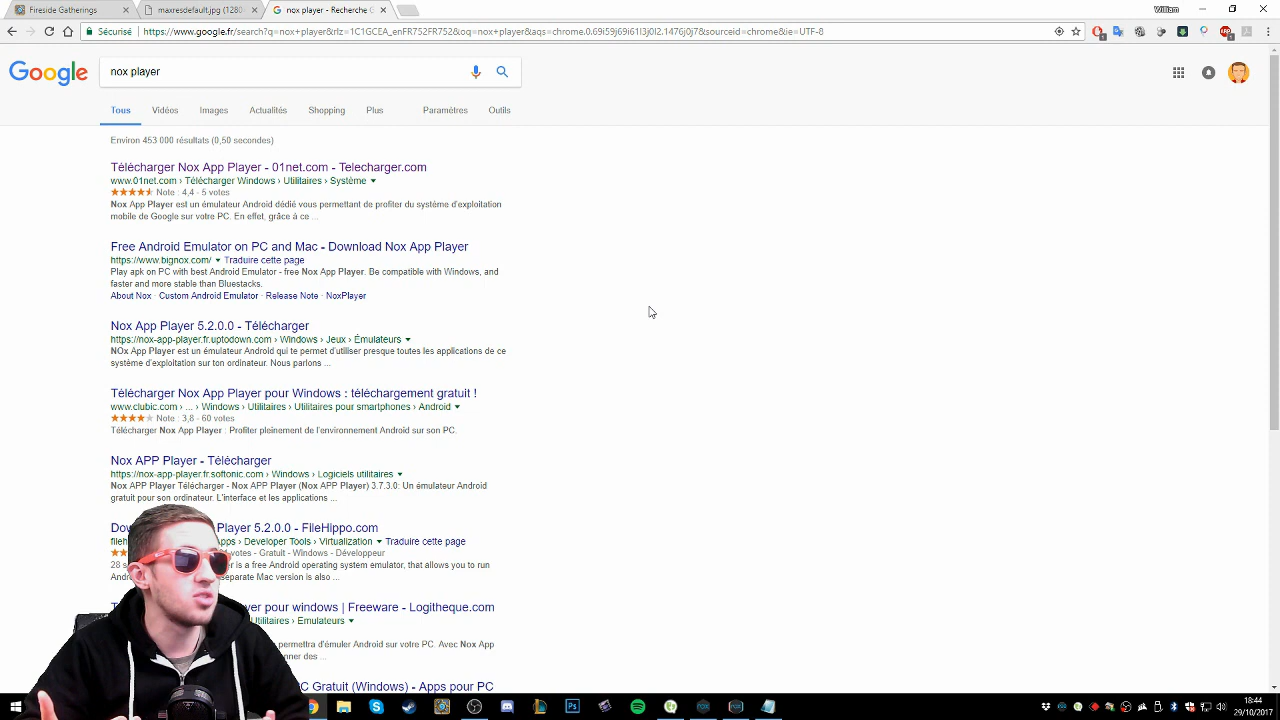 Fireside Gatherings
maxresdefault.jpg (1280
nox player - Recherche G
William
Sécurisé
https://www.google.fr/search?q=nox+player&rlz=1C1GCEA_enFR752FR752&oq=nox+player&aqs=chrome.0.69i59j69i61l3j0l2.1476j0j7&sourceid=chrome&ie=UTF-8
Google
nox player
Tous
Vidéos
Images
Actualités
Shopping
Plus
Paramètres
Outils
Environ 453 000 résultats (0,50 secondes)
Télécharger Nox App Player - 01net.com - Telecharger.com
www.01net.com › Télécharger Windows › Utilitaires › Système
Note : 4,4 - 5 votes
Nox App Player est un émulateur Android dédié vous permettant de profiter du système d'exploitation
mobile de Google sur votre PC. En effet, grâce à ce ...
Free Android Emulator on PC and Mac - Download Nox App Player
https://www.bignox.com/ Traduire cette page
Play apk on PC with best Android Emulator - free Nox App Player. Be compatible with Windows, and
faster and more stable than Bluestacks.
About Nox · Custom Android Emulator · Release Note · NoxPlayer
Nox App Player 5.2.0.0 - Télécharger
https://nox-app-player.fr.uptodown.com › Windows › Jeux › Émulateurs
NOx App Player est un émulateur Android qui te permet d'utiliser presque toutes les applications de ce
système d'exploitation sur ton ordinateur. Nous parlons ...
Télécharger Nox App Player pour Windows : téléchargement gratuit !
www.clubic.com › ... › Windows › Utilitaires › Utilitaires pour smartphones › Android
Note : 3,8 - 60 votes
Télécharger Nox App Player : Profiter pleinement de l'environnement Android sur son PC.
Nox APP Player - Télécharger
https://nox-app-player.fr.softonic.com › Windows › Logiciels utilitaires
Nox APP Player Télécharger - Nox APP Player (Nox APP Player) 3.7.3.0: Un émulateur Android
gratuit pour son ordinateur. L'interface et les applications ...
Player 5.2.0.0 - FileHippo.com
› Developer Tools › Virtualization Traduire cette page
votes - Gratuit - Windows - Développeur
is a free Android operating system emulator, that allows you to run
separate Mac version is also ...
pour windows | Freeware - Logitheque.com
› Emulateurs
permettra d'émuler Android sur votre PC. Avec Nox App
des ...
Gratuit (Windows) - Apps pour PC
18:44
29/10/2017